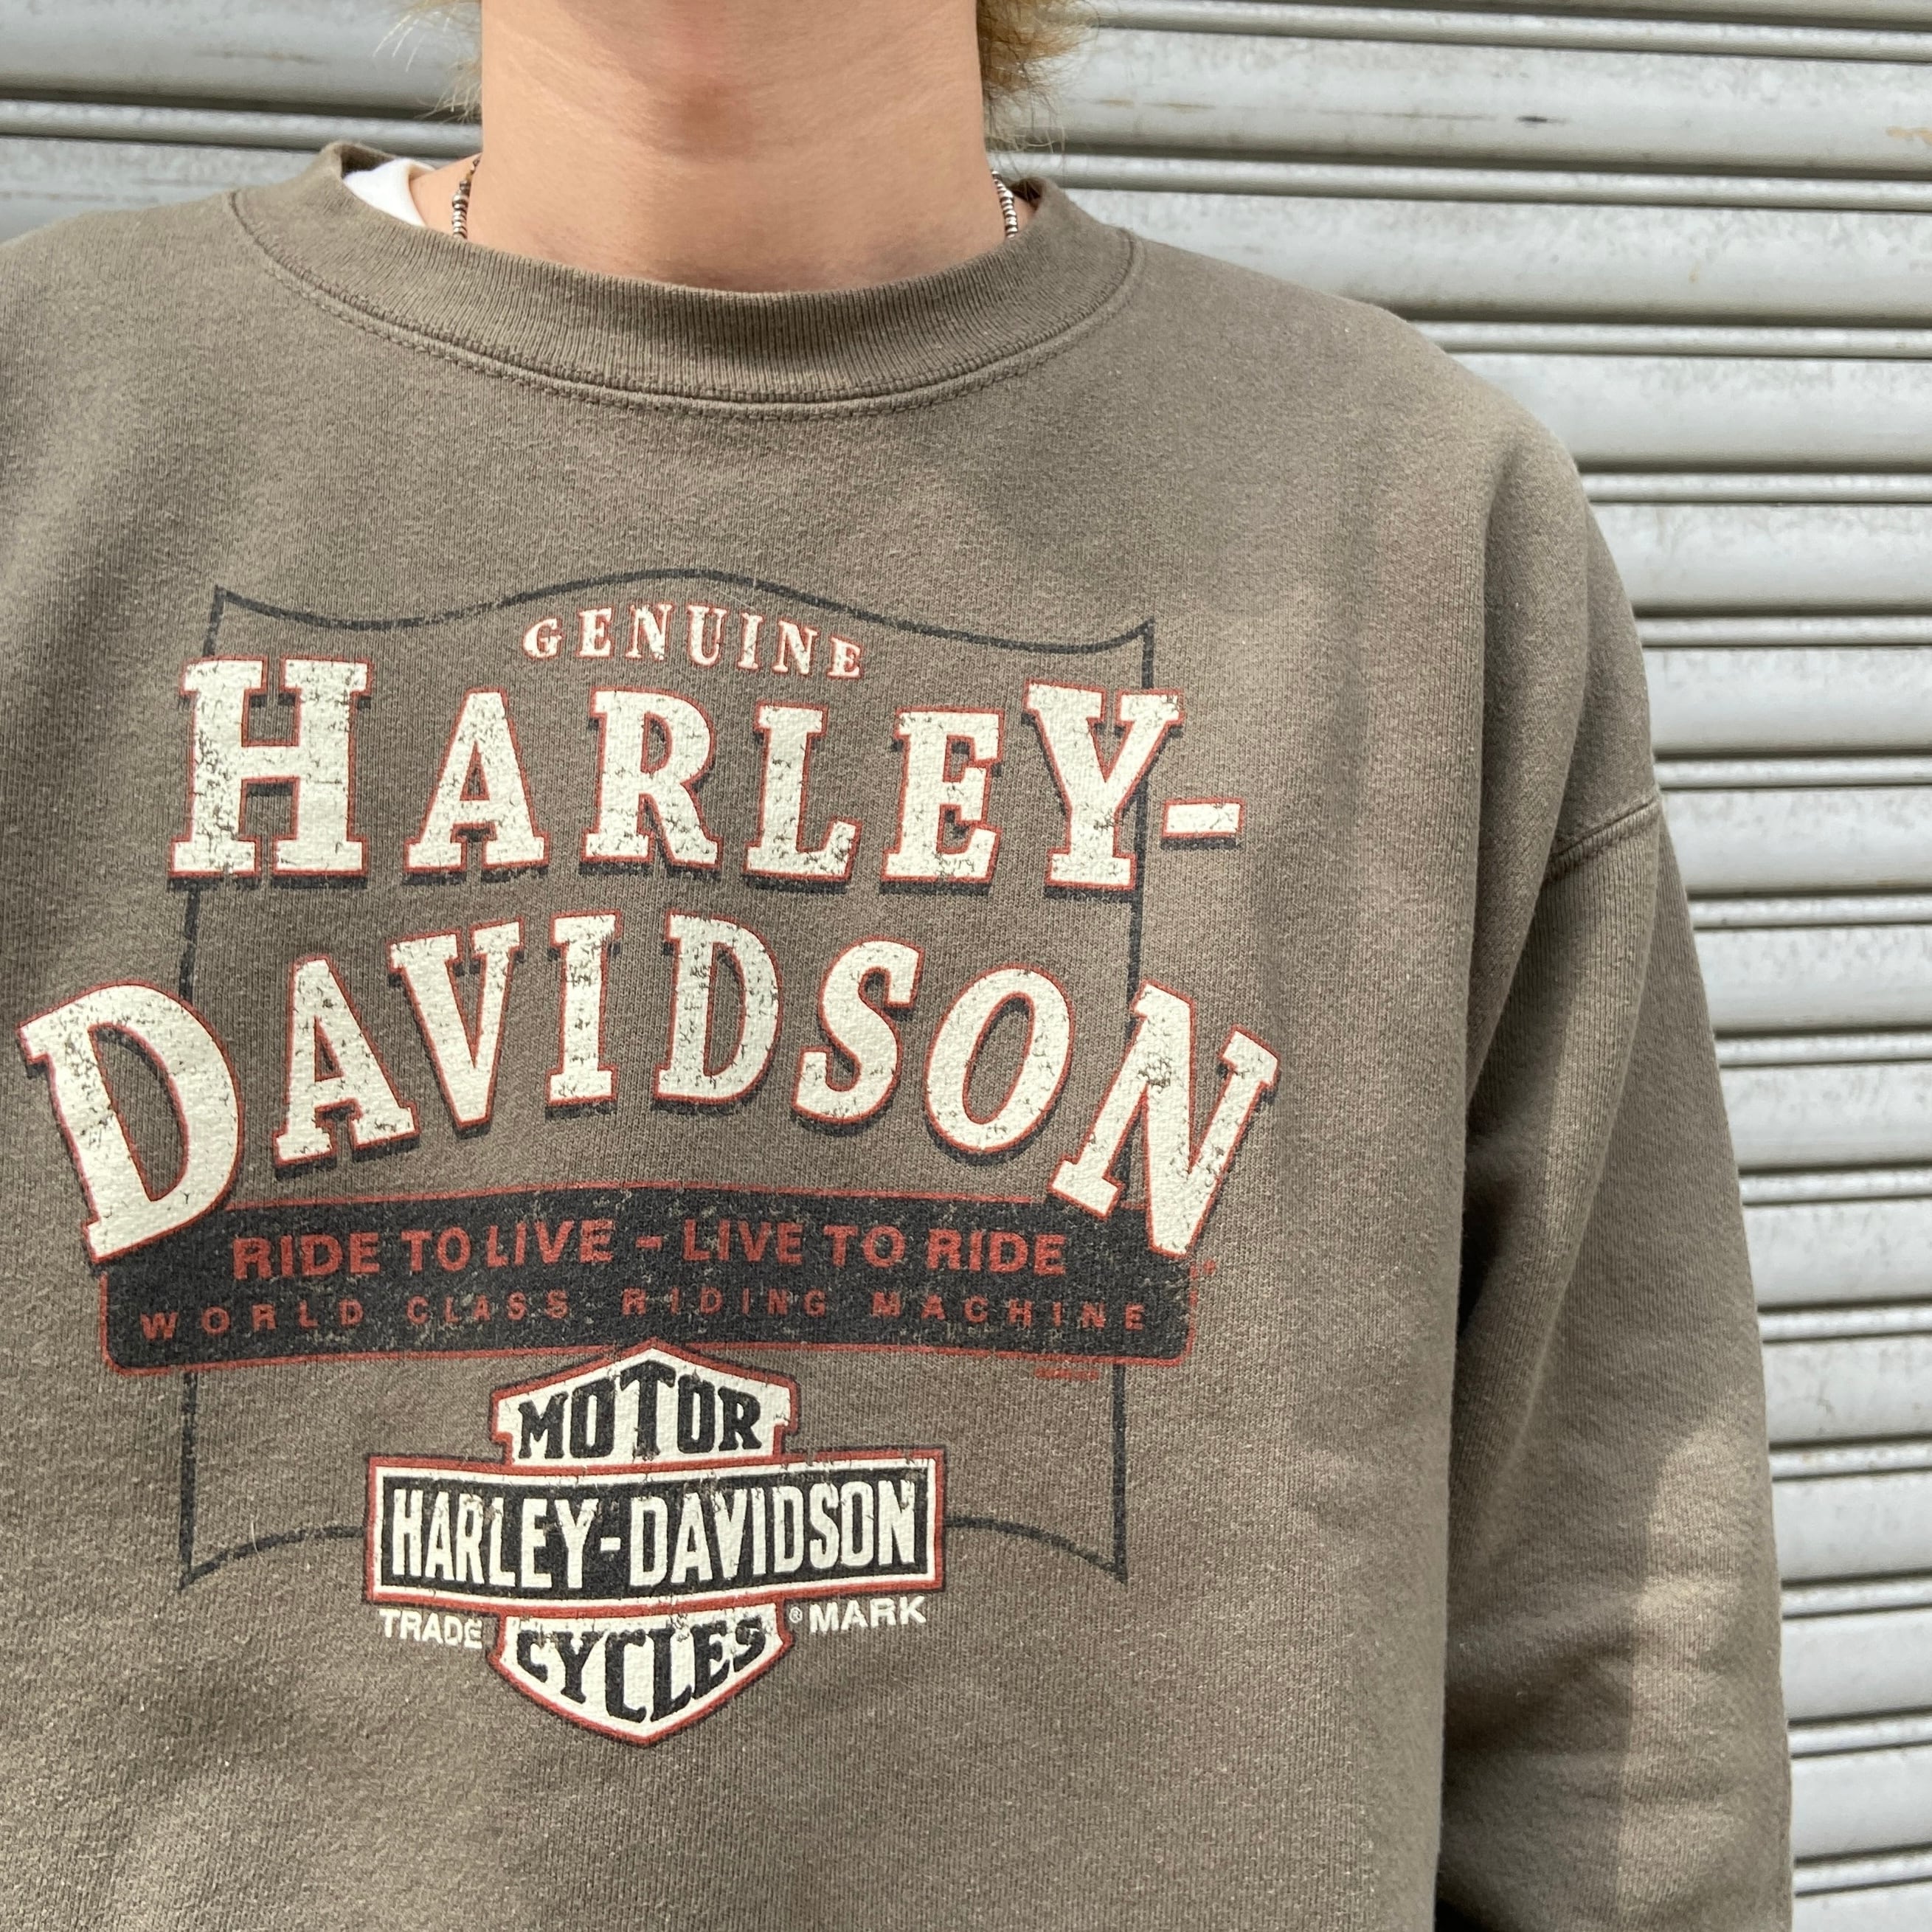 GENUINE
HARLEY-
DAVIDSON
RIDE TO LIVE - LIVE TO RIDE
WORLD CLASS RIDING MACHINE
MOTOR
HARLEY-DAVIDSON
TRADE ® MARK
CYCLES